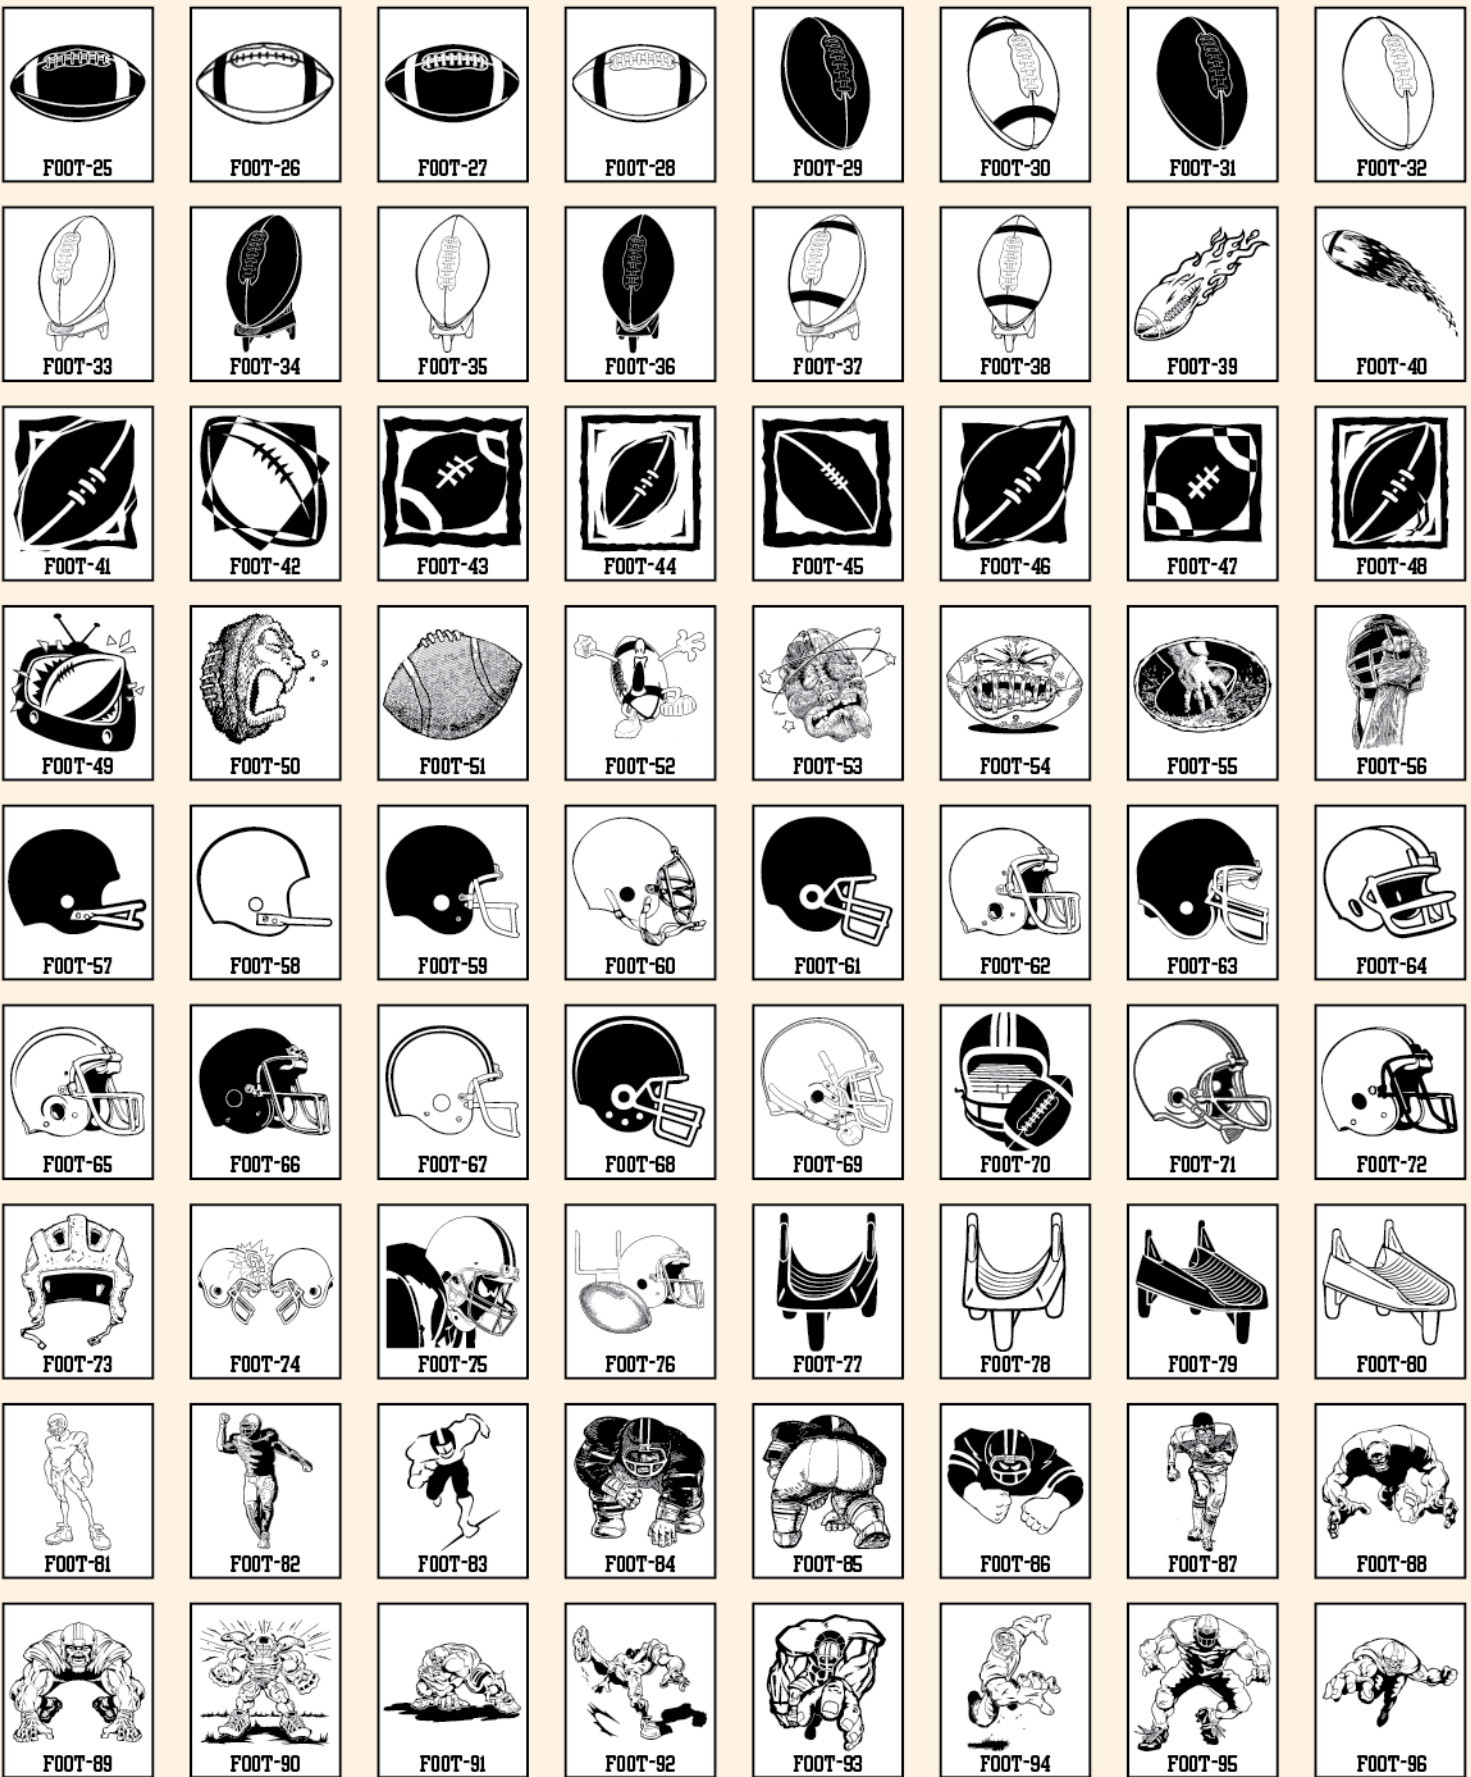 FOOT-25 FOOT-26 FOOT-27 FOOT-28 FOOT-29 FOOT-30 FOOT-31 FOOT-32
FOOT-33 FOOT-34 FOOT-35 FOOT-36 FOOT-37 FOOT-38 FOOT-39 FOOT-40
FOOT-41 FOOT-42 FOOT-43 FOOT-44 FOOT-45 FOOT-46 FOOT-47 FOOT-48
FOOT-49 FOOT-50 FOOT-51 FOOT-52 FOOT-53 FOOT-54 FOOT-55 FOOT-56
FOOT-57 FOOT-58 FOOT-59 FOOT-60 FOOT-61 FOOT-62 FOOT-63 FOOT-64
FOOT-65 FOOT-66 FOOT-67 FOOT-68 FOOT-69 FOOT-70 FOOT-71 FOOT-72
FOOT-73 FOOT-74 FOOT-75 FOOT-76 FOOT-77 FOOT-78 FOOT-79 FOOT-80
FOOT-81 FOOT-82 FOOT-83 FOOT-84 FOOT-85 FOOT-86 FOOT-87 FOOT-88
FOOT-89 FOOT-90 FOOT-91 FOOT-92 FOOT-93 FOOT-94 FOOT-95 FOOT-96